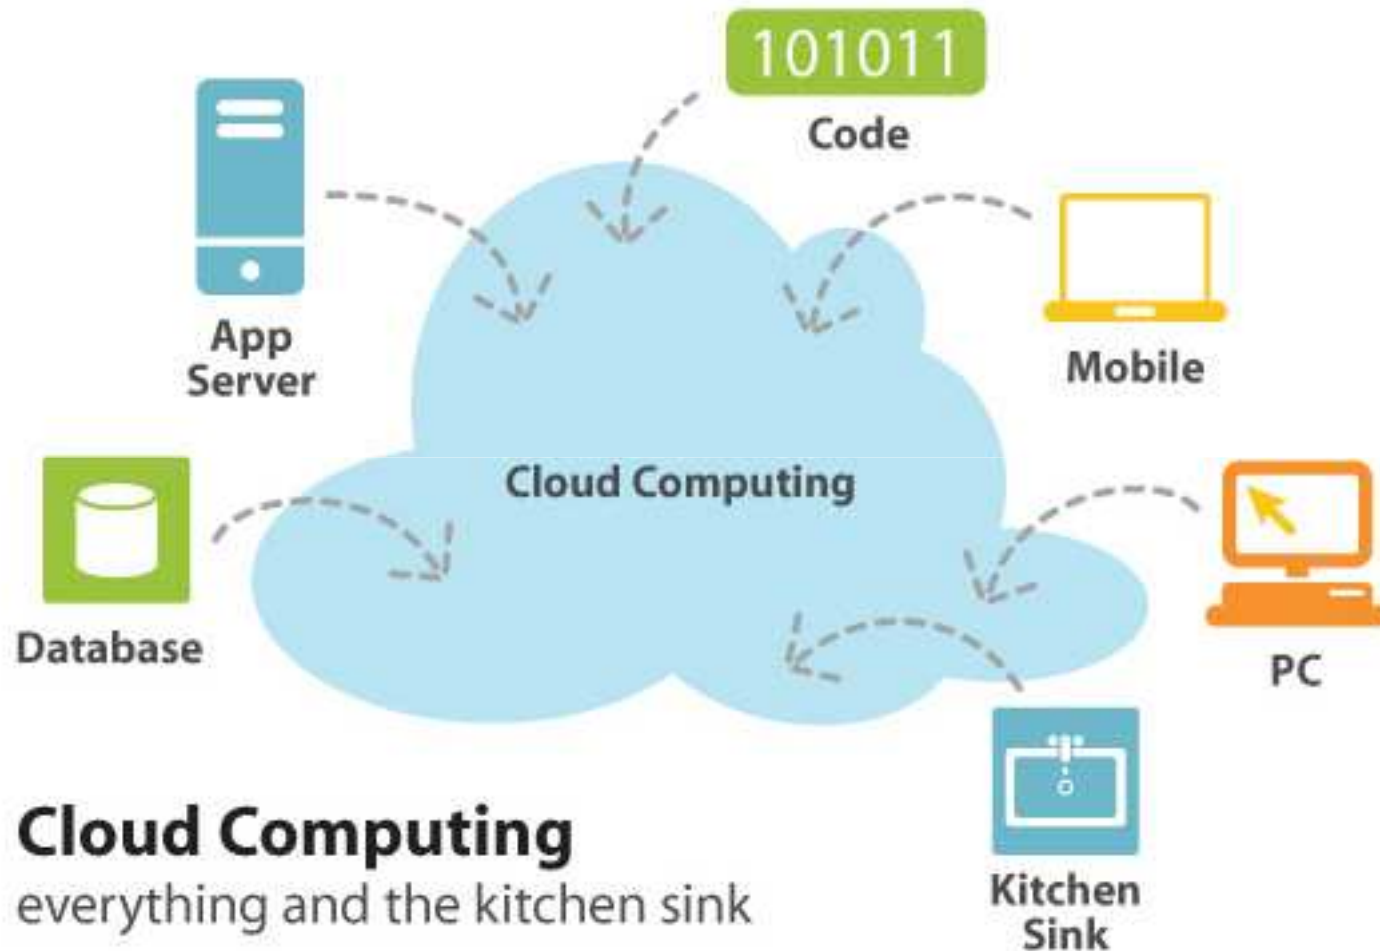 101011
Code
App
Server
Mobile
Cloud Computing
Database
PC
Kitchen
Sink
Cloud Computing
everything and the kitchen sink